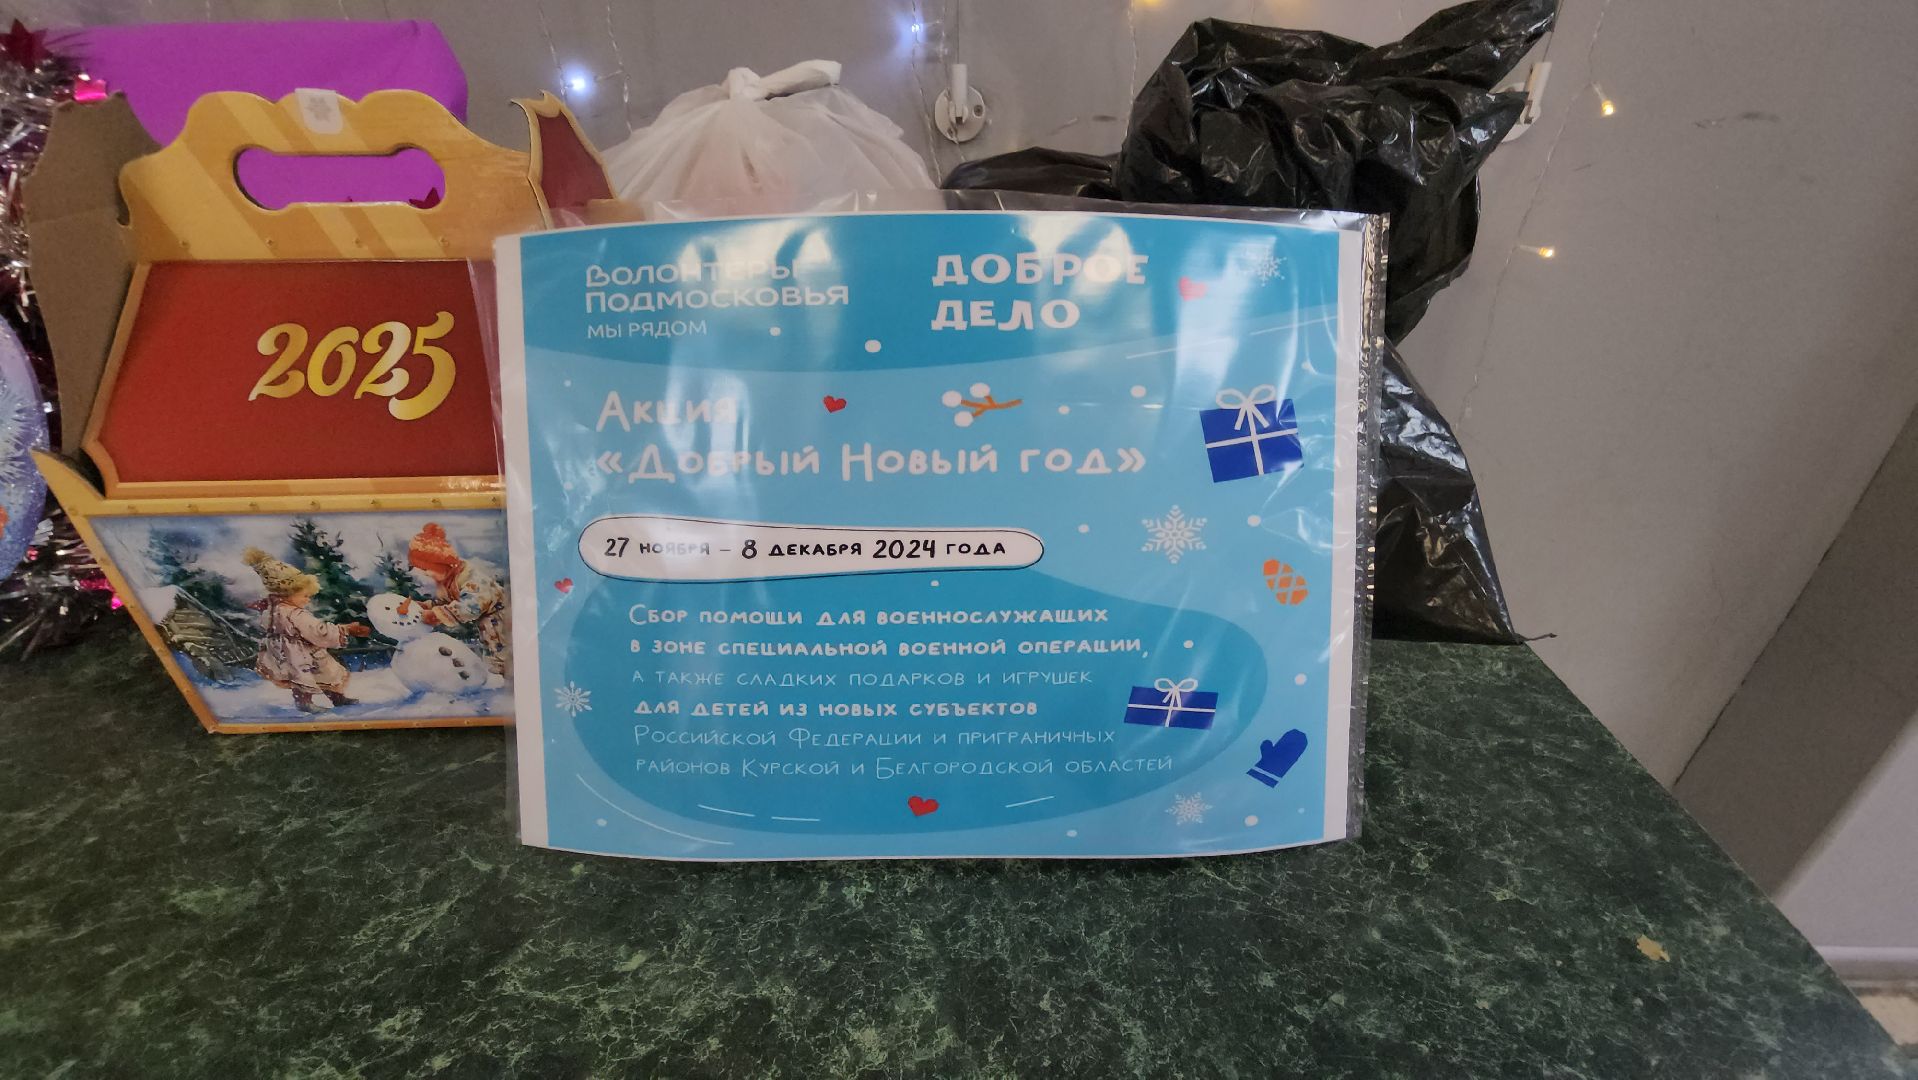 2025
Волонтеры
Подмосковья
мы рядом
Доброе
дело
Акция
«Добрый Новый год»
27 ноября – 8 декабря 2024 года
Сбор помощи для военнослужащих
в зоне специальной военной операции,
а также сладких подарков и игрушек
для детей из новых субъектов
Российской Федерации и приграничных
районов Курской и Белгородской областей